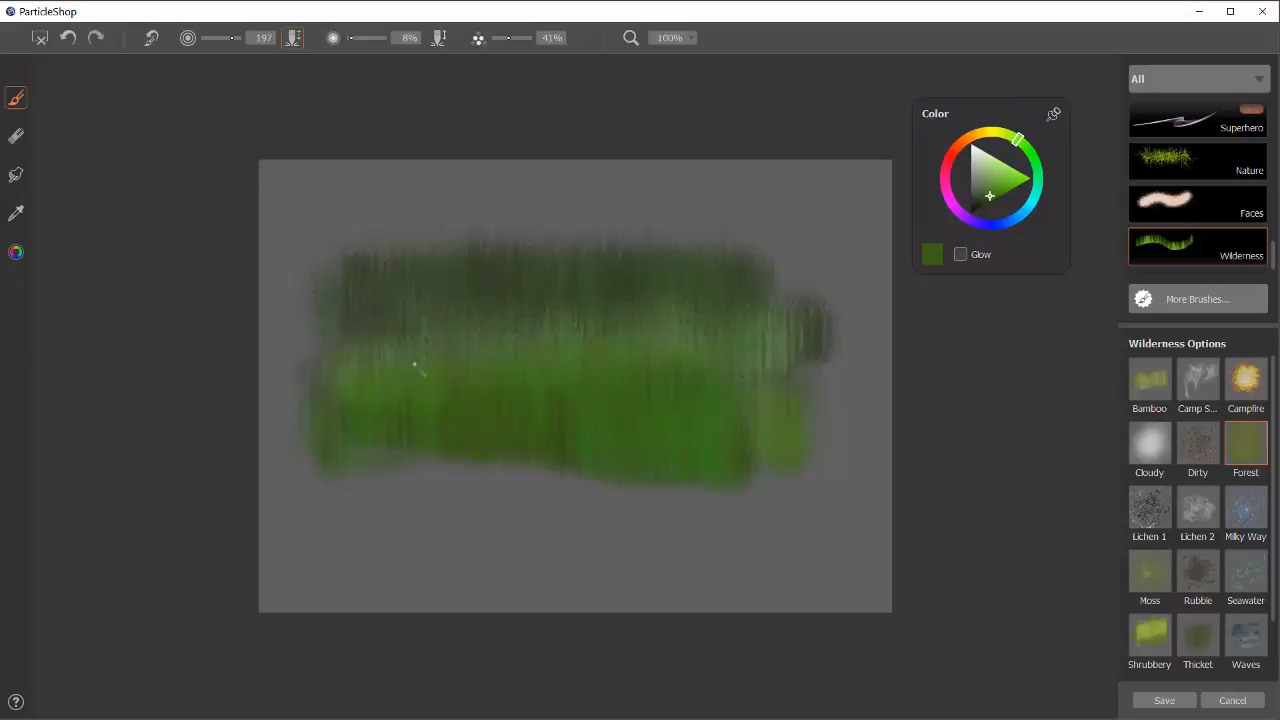 ParticleShop
197
8%
41%
100%
All
Color
Glow
Superhero
Nature
Faces
Wilderness
More Brushes...
Wilderness Options
Bamboo
Camp S...
Campfire
Cloudy
Dirty
Forest
Lichen 1
Lichen 2
Milky Way
Moss
Rubble
Seawater
Shrubbery
Thicket
Waves
Save
Cancel